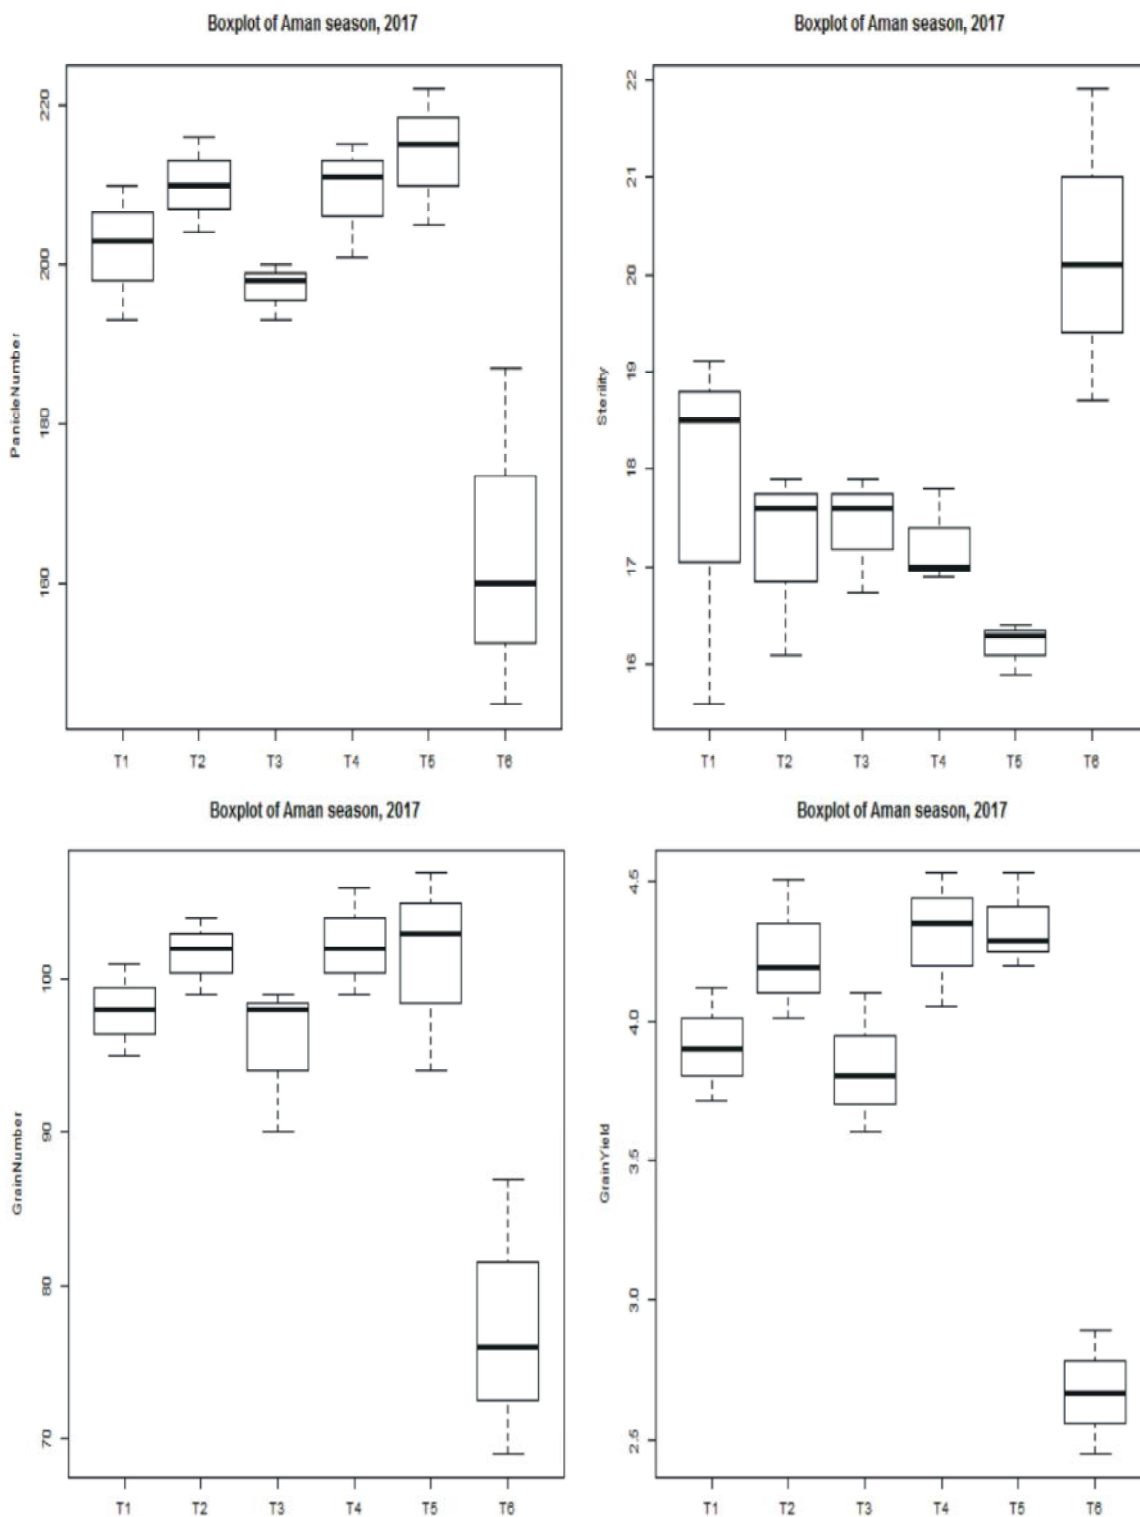 Boxplot of Aman season, 2017
PanicleNumber
220
200
180
160
T1 T2 T3 T4 T5 T6
Boxplot of Aman season, 2017
Sterility
22
21
20
19
18
17
16
T1 T2 T3 T4 T5 T6
Boxplot of Aman season, 2017
GrainNumber
100
90
80
70
T1 T2 T3 T4 T5 T6
Boxplot of Aman season, 2017
GrainYield
4.5
4.0
3.5
3.0
2.5
T1 T2 T3 T4 T5 T6